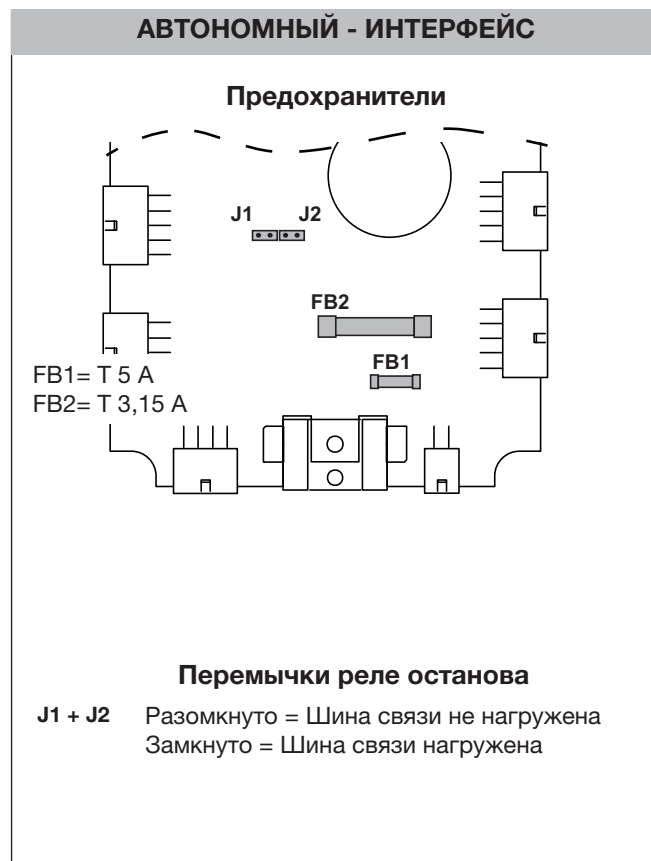 АВТОНОМНЫЙ - ИНТЕРФЕЙС
Предохранители
J1 J2
FB2
FB1
FB1= T 5 A
FB2= T 3,15 A
Перемычки реле останова
J1 + J2 Разомкнуто = Шина связи не нагружена
Замкнуто = Шина связи нагружена